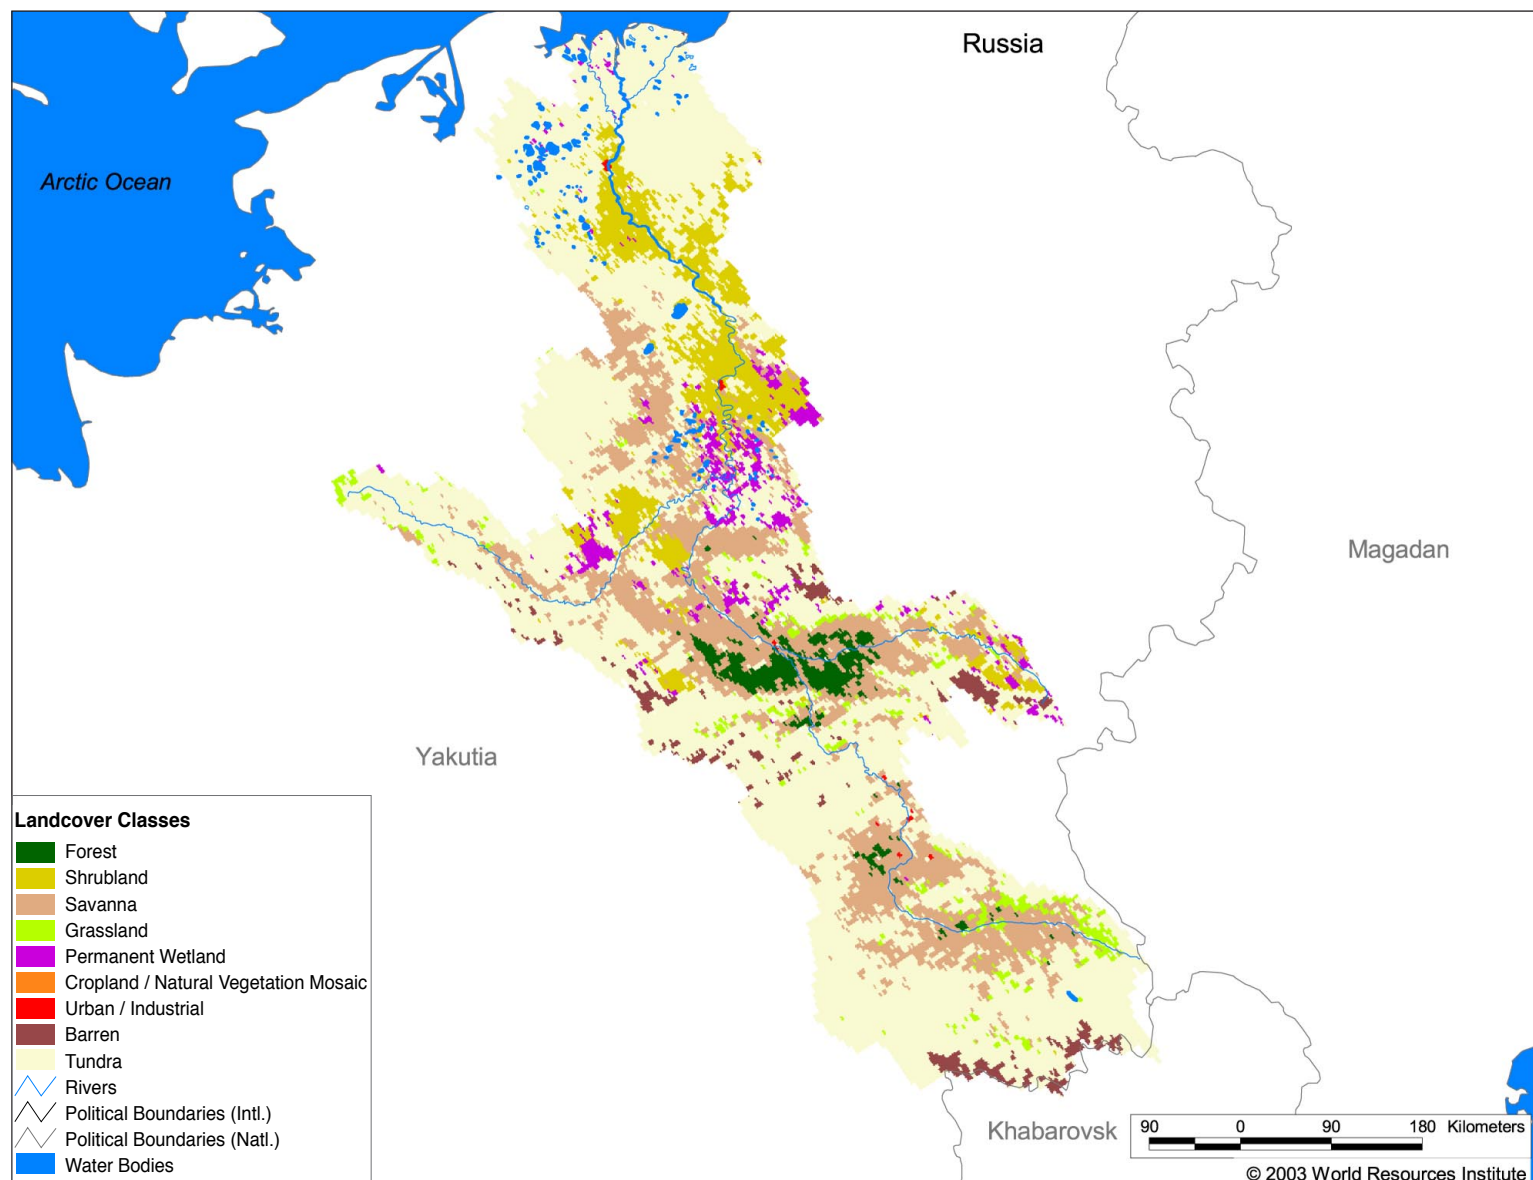 Russia
Arctic Ocean
Magadan
Yakutia
Landcover Classes
Forest
Shrubland
Savanna
Grassland
Permanent Wetland
Cropland / Natural Vegetation Mosaic
Urban / Industrial
Barren
Tundra
Rivers
Political Boundaries (Intl.)
Political Boundaries (Natl.)
Water Bodies
Khabarovsk
90 0 90 180 Kilometers
© 2003 World Resources Institute